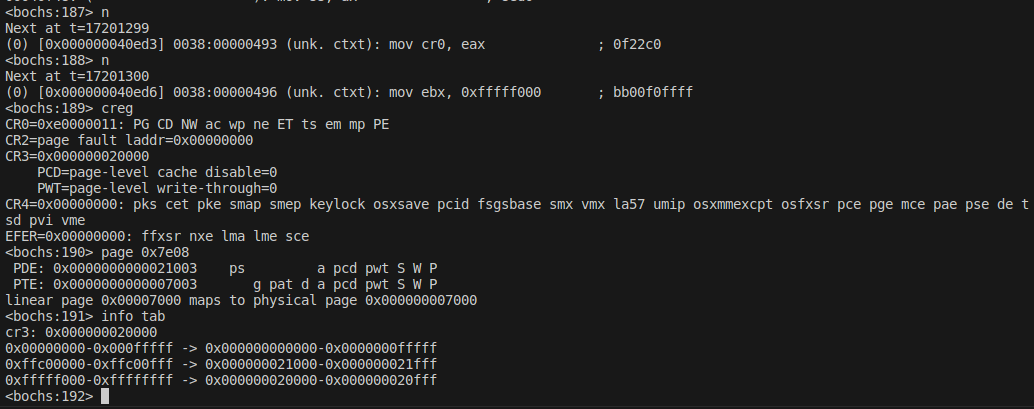 <bochs:187> n
Next at t=17201299
(0) [0x000000040ed3] 0038:00000493 (unk. ctxt): mov cr0, eax ; 0f22c0
<bochs:188> n
Next at t=17201300
(0) [0x000000040ed6] 0038:00000496 (unk. ctxt): mov ebx, 0xfffff000 ; bb00f0ffff
<bochs:189> creg
CR0=0xe0000011: PG CD NW ac wp ne ET ts em mp PE
CR2=page fault laddr=0x00000000
CR3=0x000000020000
    PCD=page-level cache disable=0
    PWT=page-level write-through=0
CR4=0x00000000: pks cet pke smap smep keylock osxsave pcid fsgsbase smx vmx la57 umip osxmmexcpt osfxsr pce pge mce pae pse de t
sd pvi vme
EFER=0x00000000: ffxsr nxe lma lme sce
<bochs:190> page 0x7e08
 PDE: 0x0000000000021003    ps         a pcd pwt S W P
 PTE: 0x0000000000007003       g pat d a pcd pwt S W P
linear page 0x00007000 maps to physical page 0x000000007000
<bochs:191> info tab
cr3: 0x000000020000
0x00000000-0x000fffff -> 0x000000000000-0x0000000fffff
0xffc00000-0xffc00fff -> 0x000000021000-0x000000021fff
0xfffff000-0xffffffff -> 0x000000020000-0x000000020fff
<bochs:192>